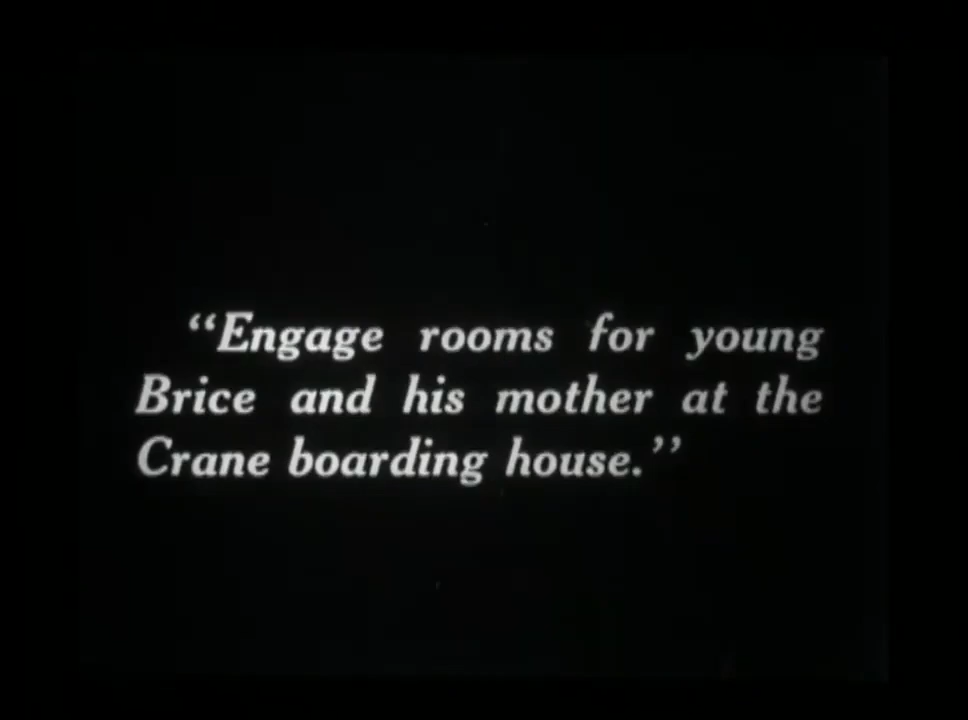 “Engage rooms for young
Brice and his mother at the
Crane boarding house.”